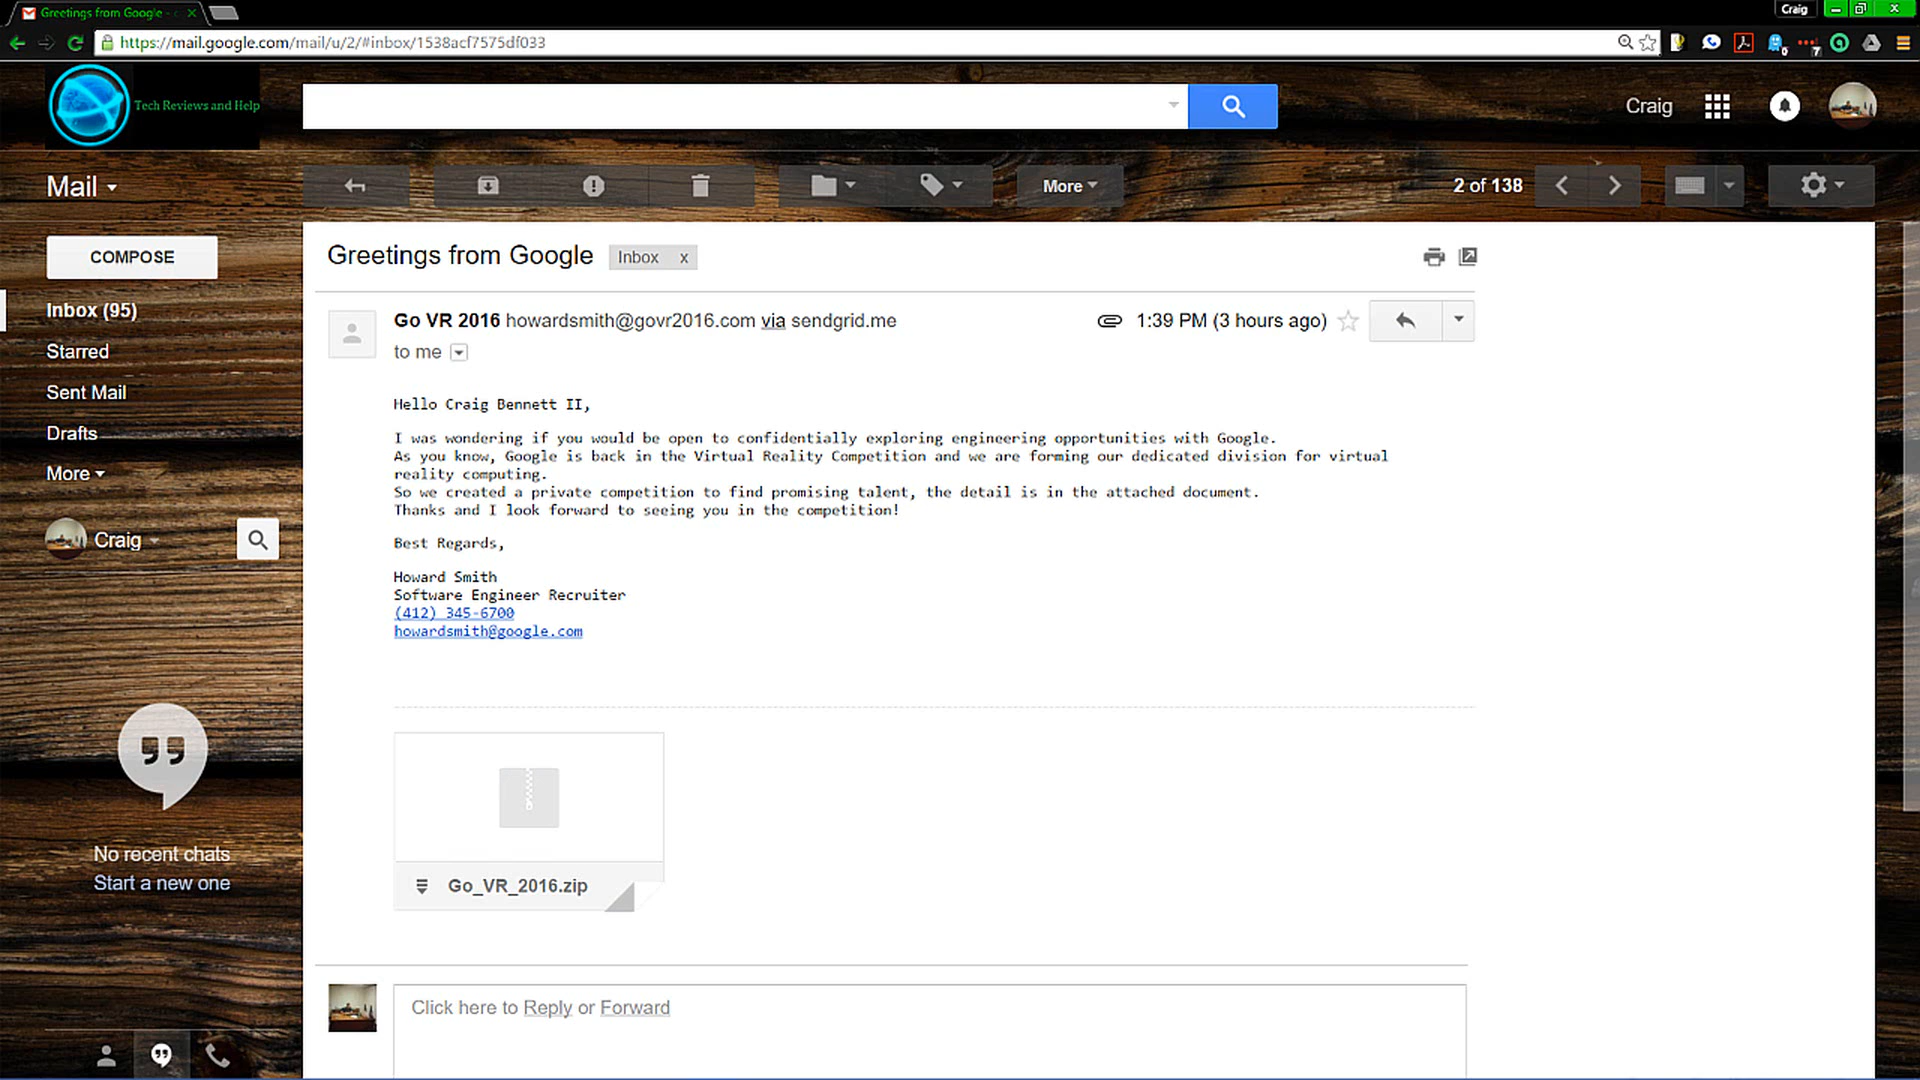 Greetings from Google -
Craig
https://mail.google.com/mail/u/2/#inbox/1538acf7575df033
Tech Reviews and Help
Craig
Mail
More
2 of 138
COMPOSE
Inbox (95)
Starred
Sent Mail
Drafts
More
Craig
No recent chats
Start a new one
Greetings from Google
Inbox x
Go VR 2016 howardsmith@govr2016.com via sendgrid.me
1:39 PM (3 hours ago)
to me
Hello Craig Bennett II,
I was wondering if you would be open to confidentially exploring engineering opportunities with Google.
As you know, Google is back in the Virtual Reality Competition and we are forming our dedicated division for virtual
reality computing.
So we created a private competition to find promising talent, the detail is in the attached document.
Thanks and I look forward to seeing you in the competition!
Best Regards,
Howard Smith
Software Engineer Recruiter
(412) 345-6700
howardsmith@google.com
Go_VR_2016.zip
Click here to Reply or Forward